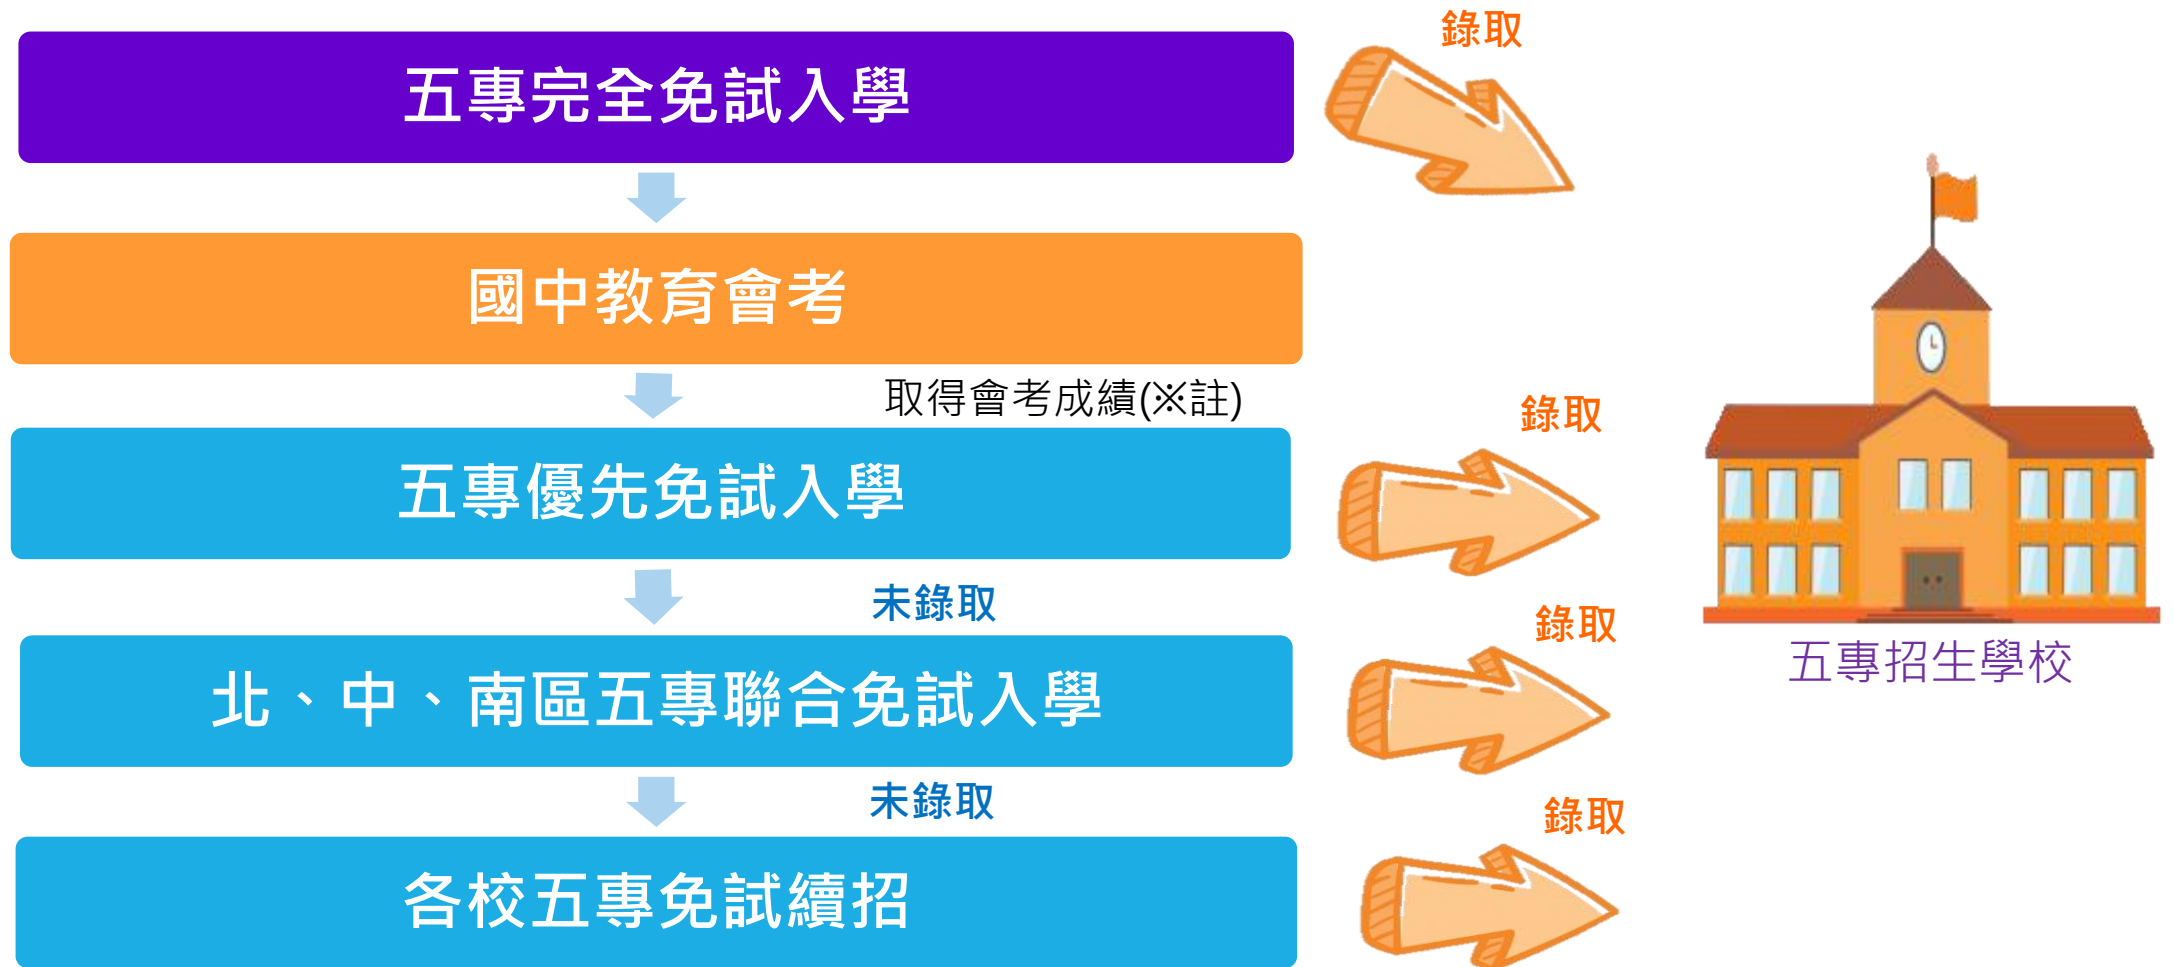 錄取
五專完全免試入學
國中教育會考
取得會考成績(※註)
錄取
五專優先免試入學
未錄取
錄取
五專招生學校
北、中、南區五專聯合免試入學
未錄取
錄取
各校五專免試續招